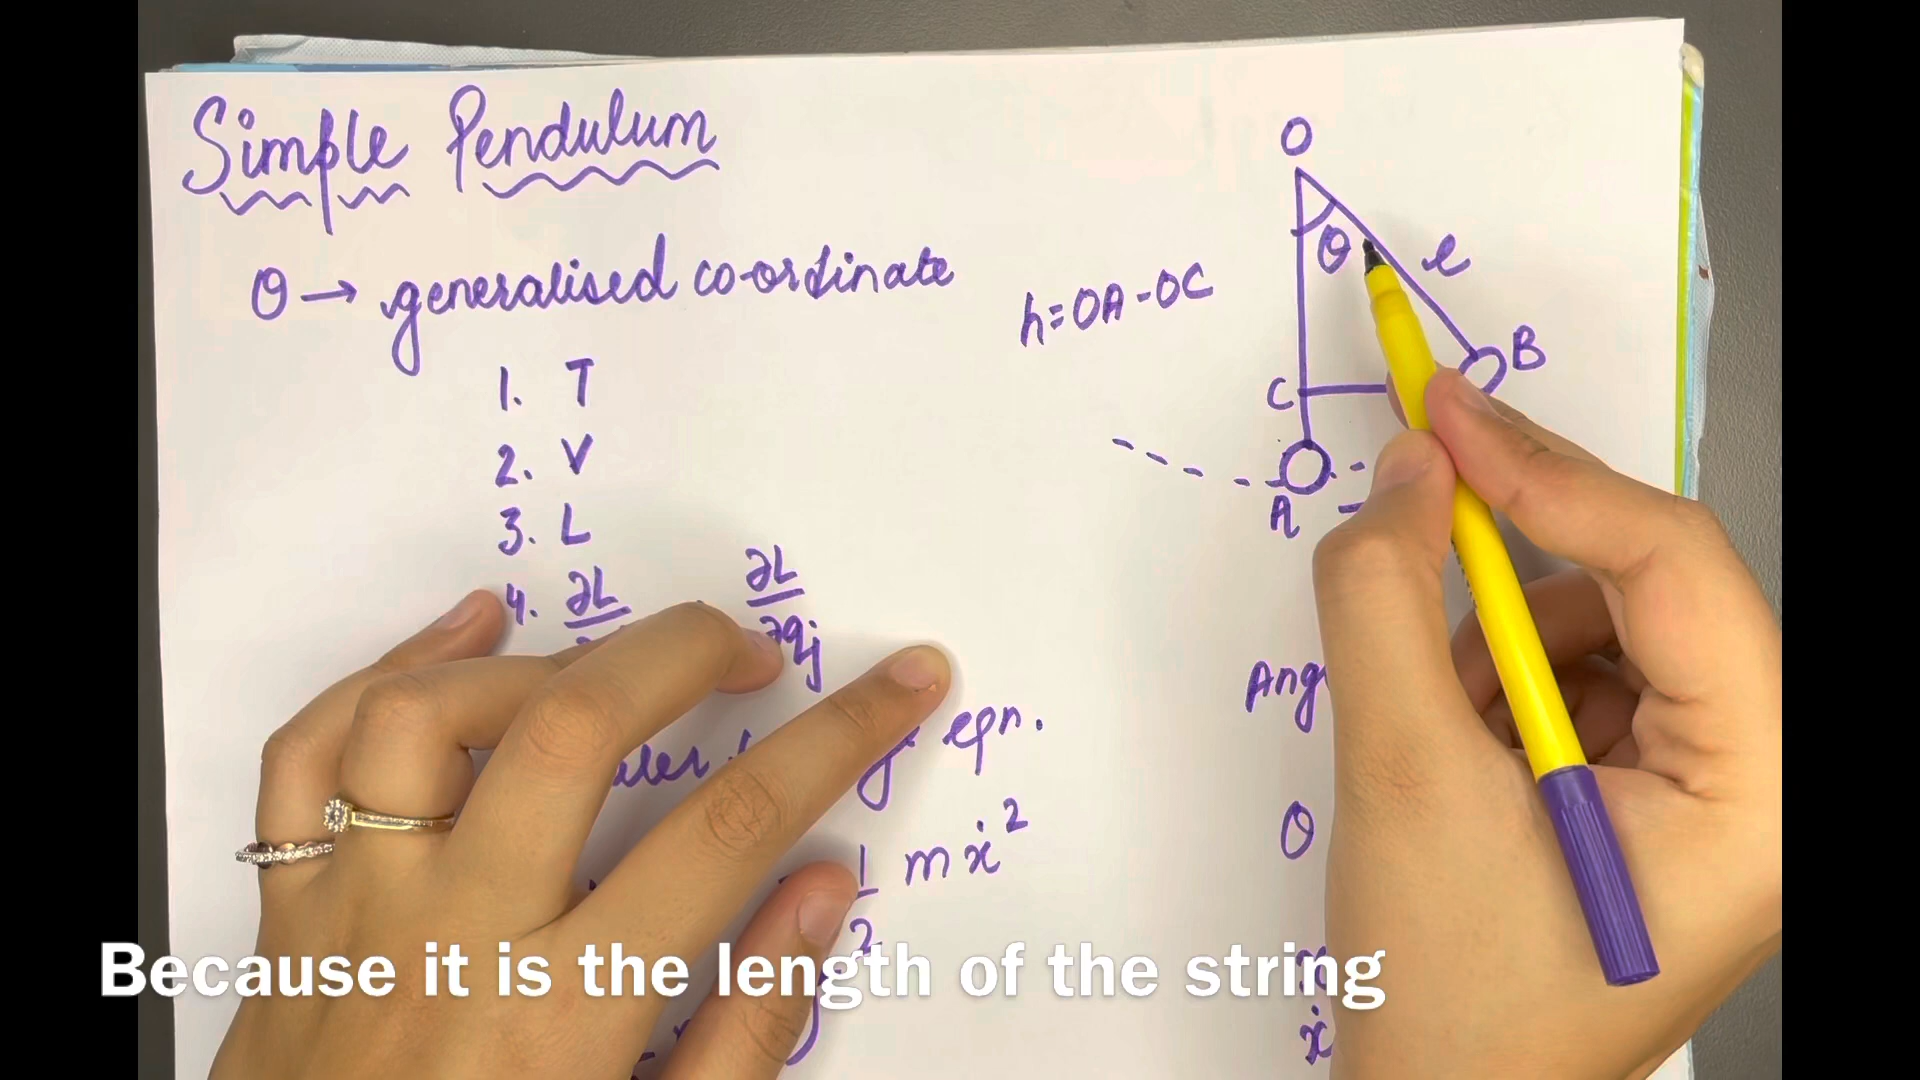 Simple Pendulum
θ → generalised co-ordinate
1. T
2. V
3. L
4. ∂L
∂L
∂qj
eqn.
1/2 mẋ²
O
θ
l
h=OA-OC
B
C
A
Ang
θ
ẋ
Because it is the length of the string